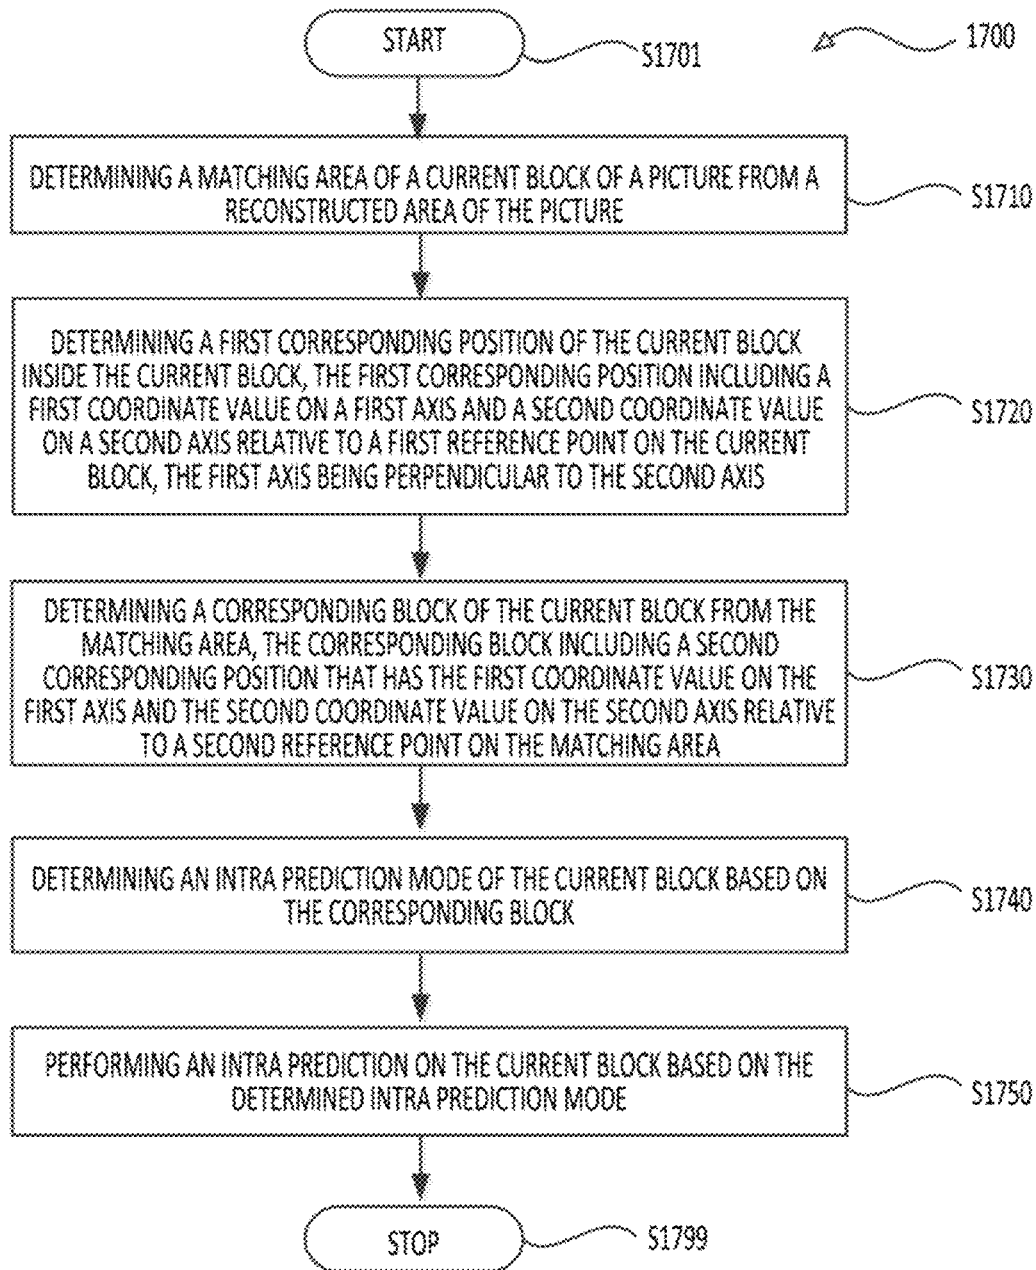 START
S1701
1700
DETERMINING A MATCHING AREA OF A CURRENT BLOCK OF A PICTURE FROM A
RECONSTRUCTED AREA OF THE PICTURE
S1710
DETERMINING A FIRST CORRESPONDING POSITION OF THE CURRENT BLOCK
INSIDE THE CURRENT BLOCK, THE FIRST CORRESPONDING POSITION INCLUDING A
FIRST COORDINATE VALUE ON A FIRST AXIS AND A SECOND COORDINATE VALUE
ON A SECOND AXIS RELATIVE TO A FIRST REFERENCE POINT ON THE CURRENT
BLOCK, THE FIRST AXIS BEING PERPENDICULAR TO THE SECOND AXIS
S1720
DETERMINING A CORRESPONDING BLOCK OF THE CURRENT BLOCK FROM THE
MATCHING AREA, THE CORRESPONDING BLOCK INCLUDING A SECOND
CORRESPONDING POSITION THAT HAS THE FIRST COORDINATE VALUE ON THE
FIRST AXIS AND THE SECOND COORDINATE VALUE ON THE SECOND AXIS RELATIVE
TO A SECOND REFERENCE POINT ON THE MATCHING AREA
S1730
DETERMINING AN INTRA PREDICTION MODE OF THE CURRENT BLOCK BASED ON
THE CORRESPONDING BLOCK
S1740
PERFORMING AN INTRA PREDICTION ON THE CURRENT BLOCK BASED ON THE
DETERMINED INTRA PREDICTION MODE
S1750
STOP
S1799